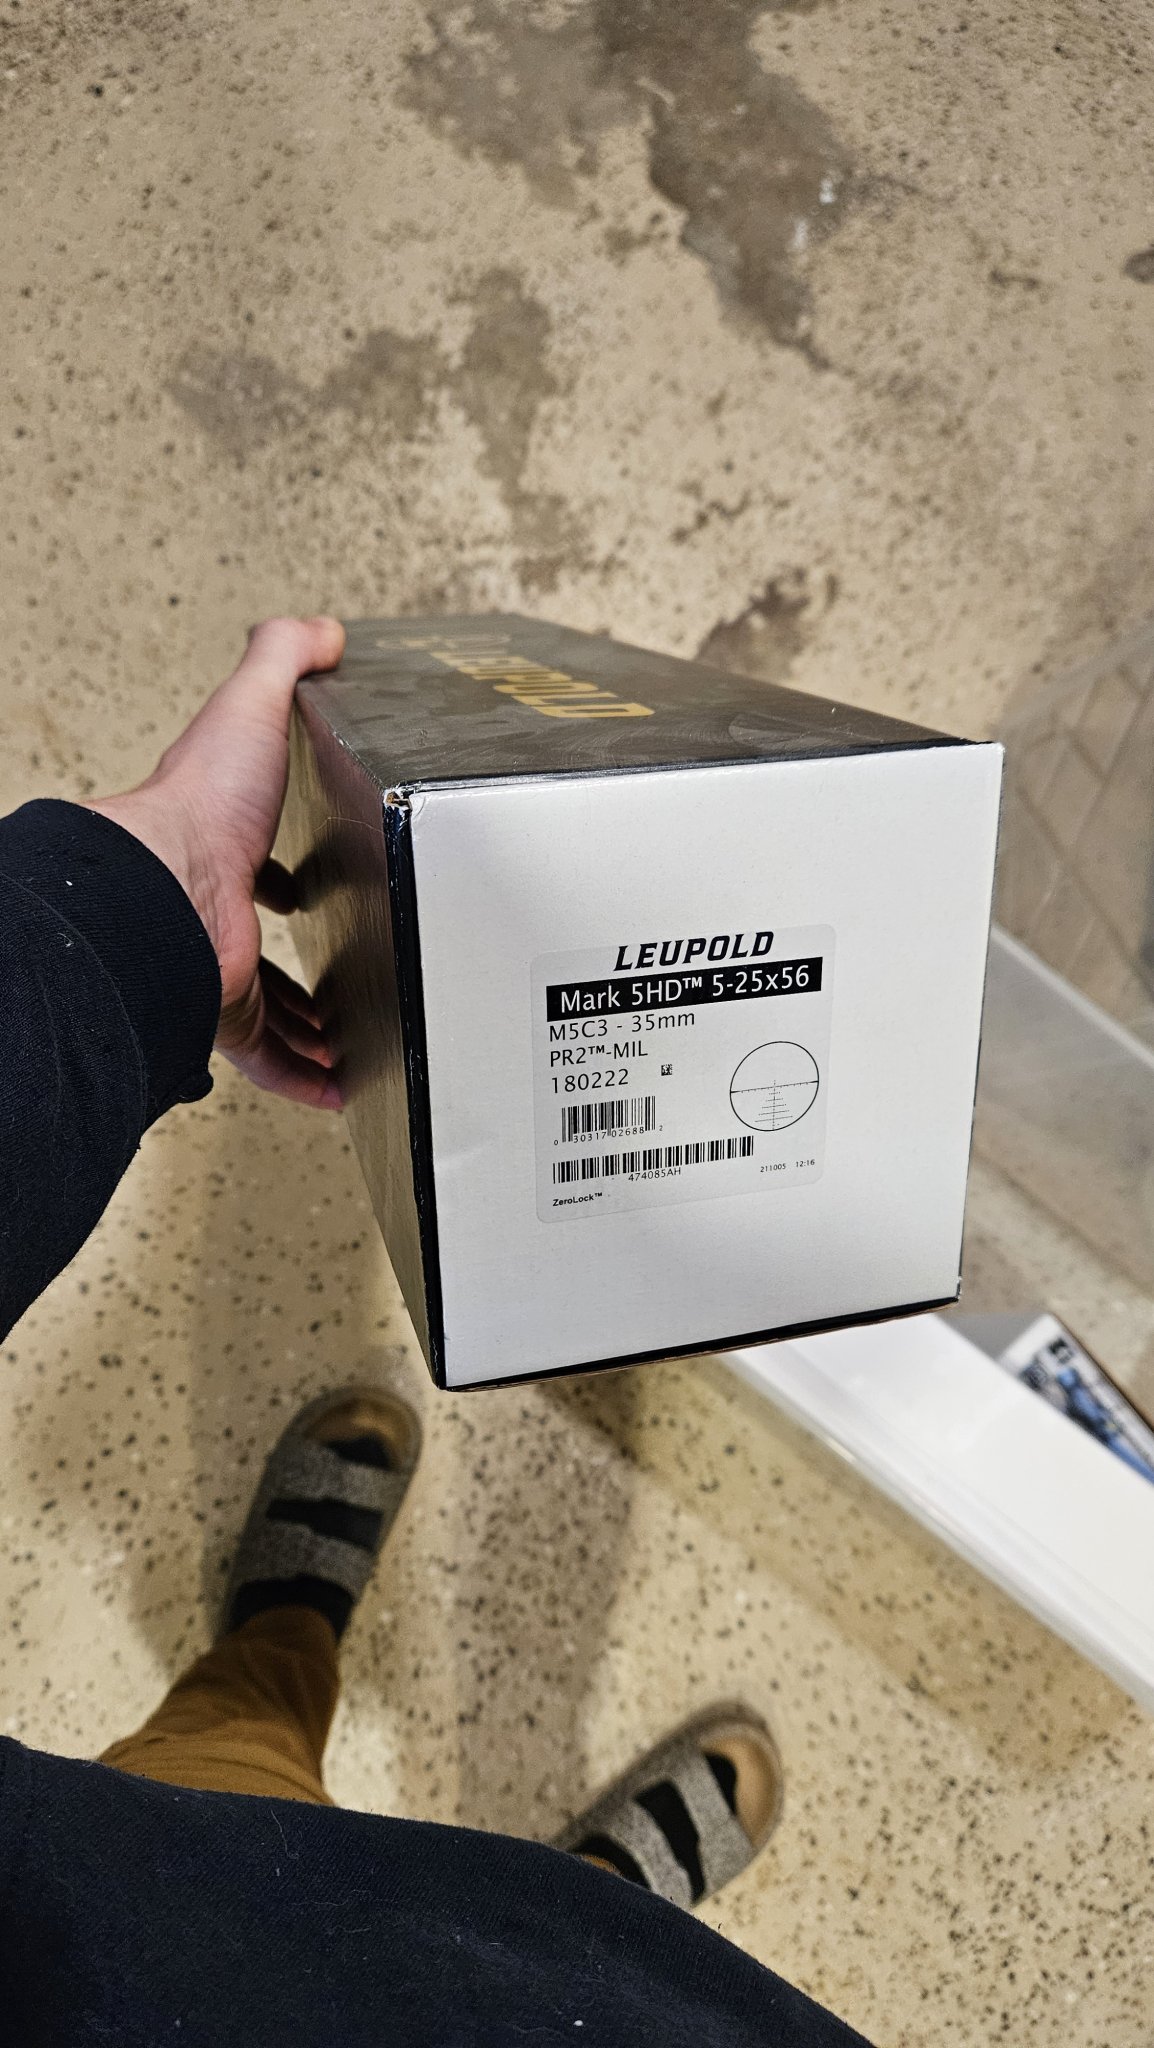 LEUPOLD
LEUPOLD
Mark 5HD™ 5-25x56
M5C3 - 35mm
PR2™-MIL
180222
0 30317 02688 2
474085AH
211005 12:16
ZeroLock™